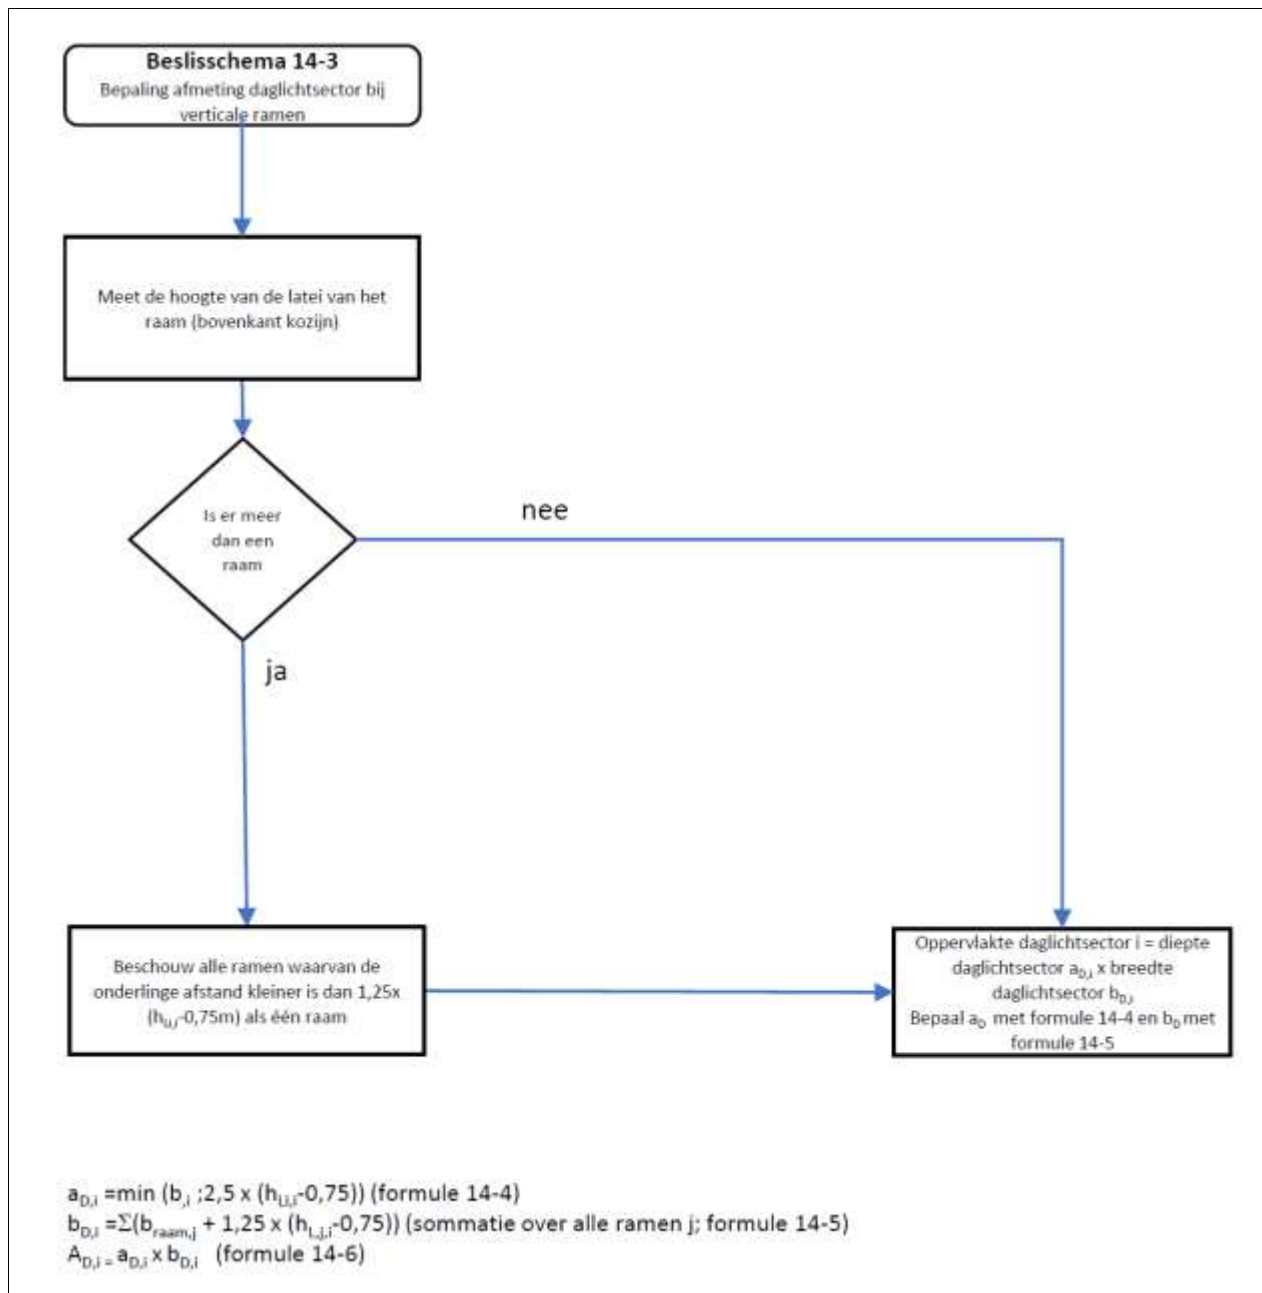 Beslisschema 14-3
Bepaling afmeting daglichtsector bij
verticale ramen
Meet de hoogte van de latei van het
raam (bovenkant kozijn)
Is er meer
dan een
raam
nee
ja
Beschouw alle ramen waarvan de
onderlinge afstand kleiner is dan 1,25x
(hLi,i-0,75m) als één raam
Oppervlakte daglichtsector i = diepte
daglichtsector aD,i x breedte
daglichtsector bD,i
Bepaal aD met formule 14-4 en bD met
formule 14-5
aD,i =min (b,i ;2,5 x (hLi,i-0,75)) (formule 14-4)
bD,i =Σ(braam,j + 1,25 x (hL,j,i-0,75)) (sommatie over alle ramen j; formule 14-5)
AD,i = aD,i x bD,i (formule 14-6)